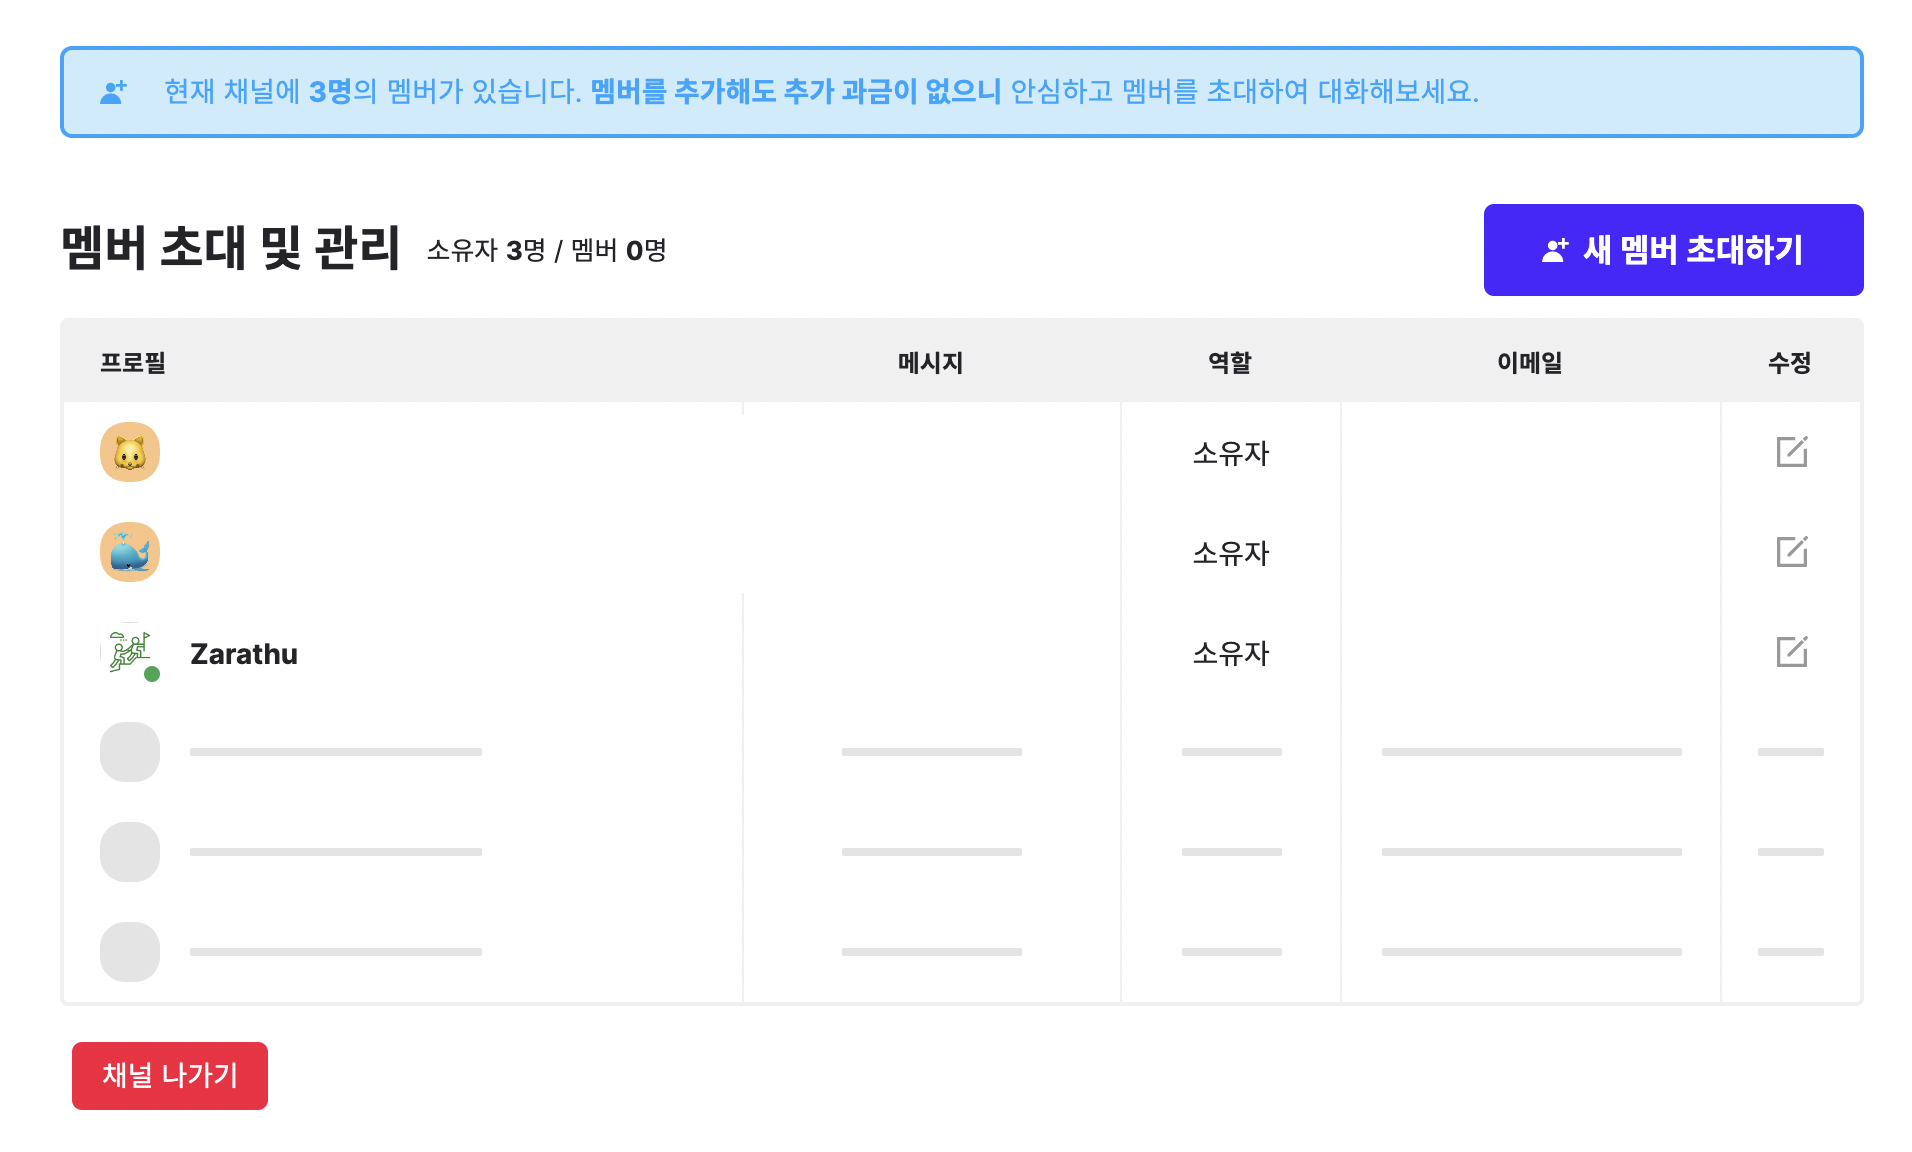 현재 채널에 3명의 멤버가 있습니다. 멤버를 추가해도 추가 과금이 없으니 안심하고 멤버를 초대하여 대화해보세요.
멤버 초대 및 관리 소유자 3명 / 멤버 0명
새 멤버 초대하기
프로필 메시지 역할 이메일 수정
소유자
소유자
Zarathu 소유자
채널 나가기